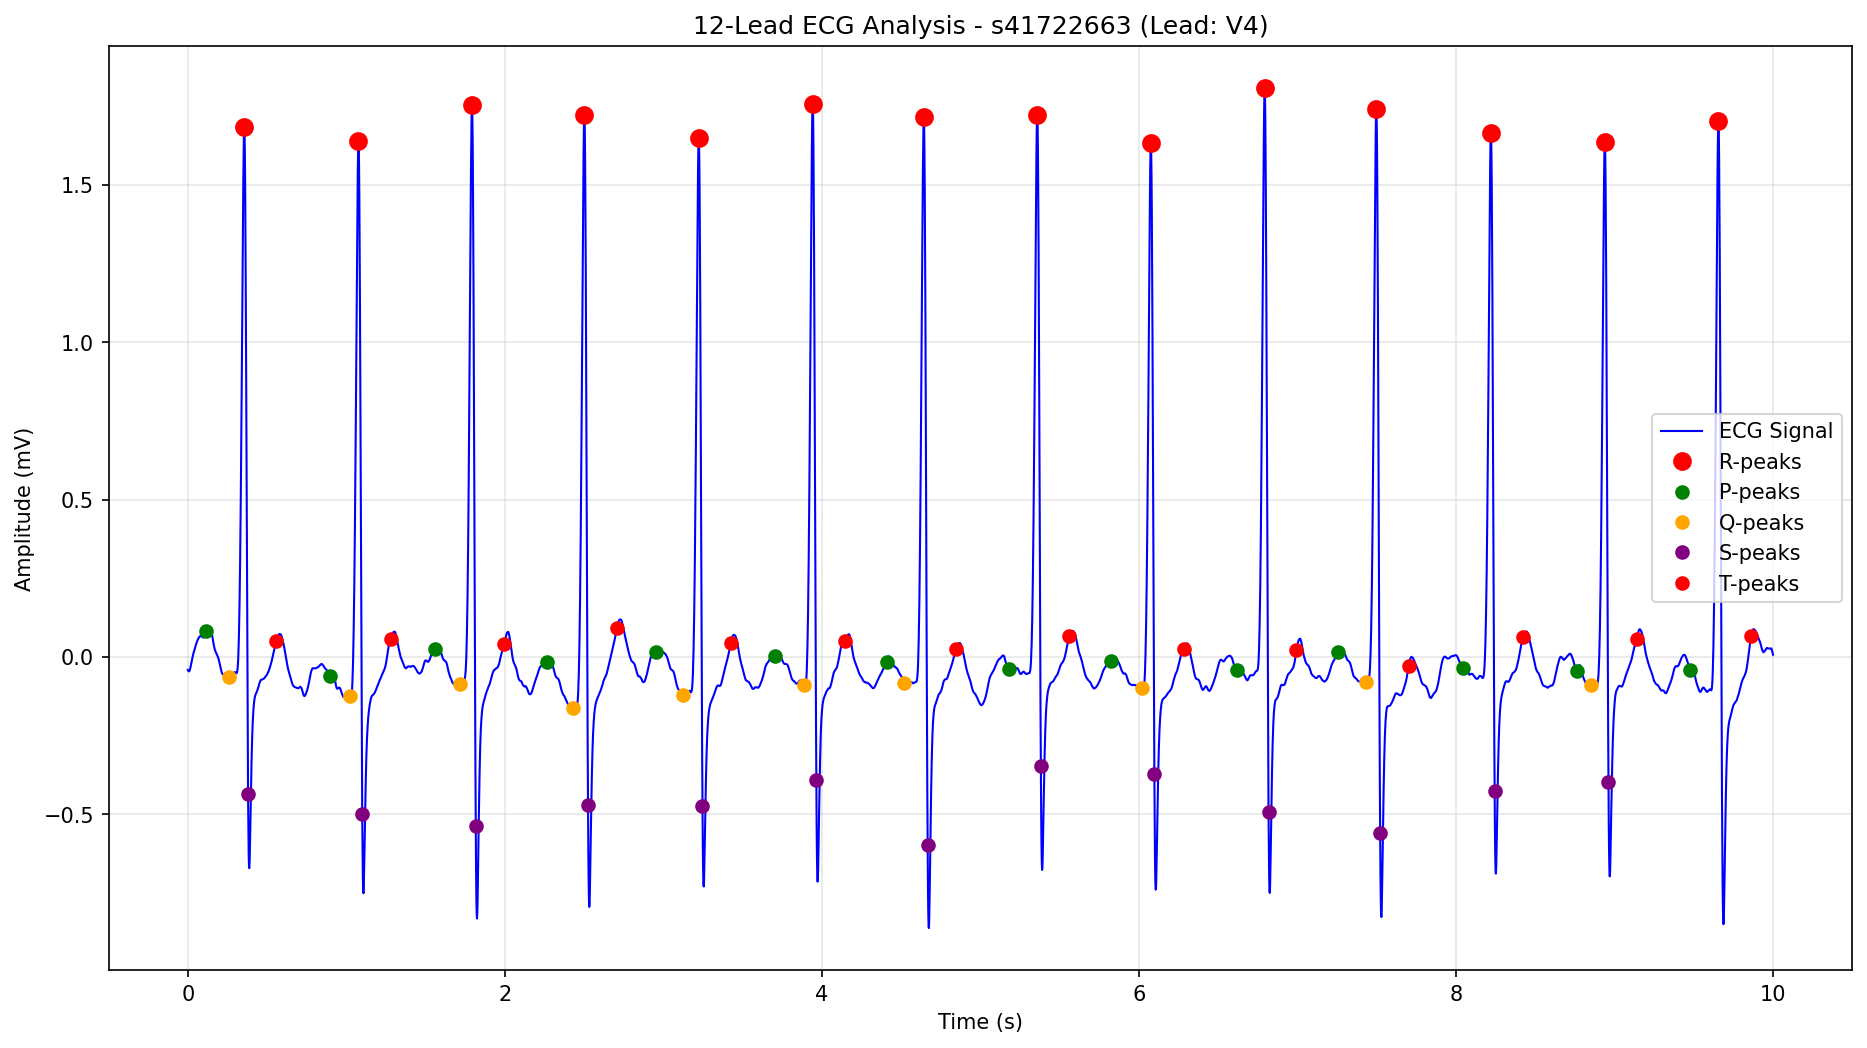 12-Lead ECG Analysis - s41722663 (Lead: V4)
Amplitude (mV)
1.5
1.0
0.5
0.0
−0.5
ECG Signal
R-peaks
P-peaks
Q-peaks
S-peaks
T-peaks
0 2 4 6 8 10
Time (s)